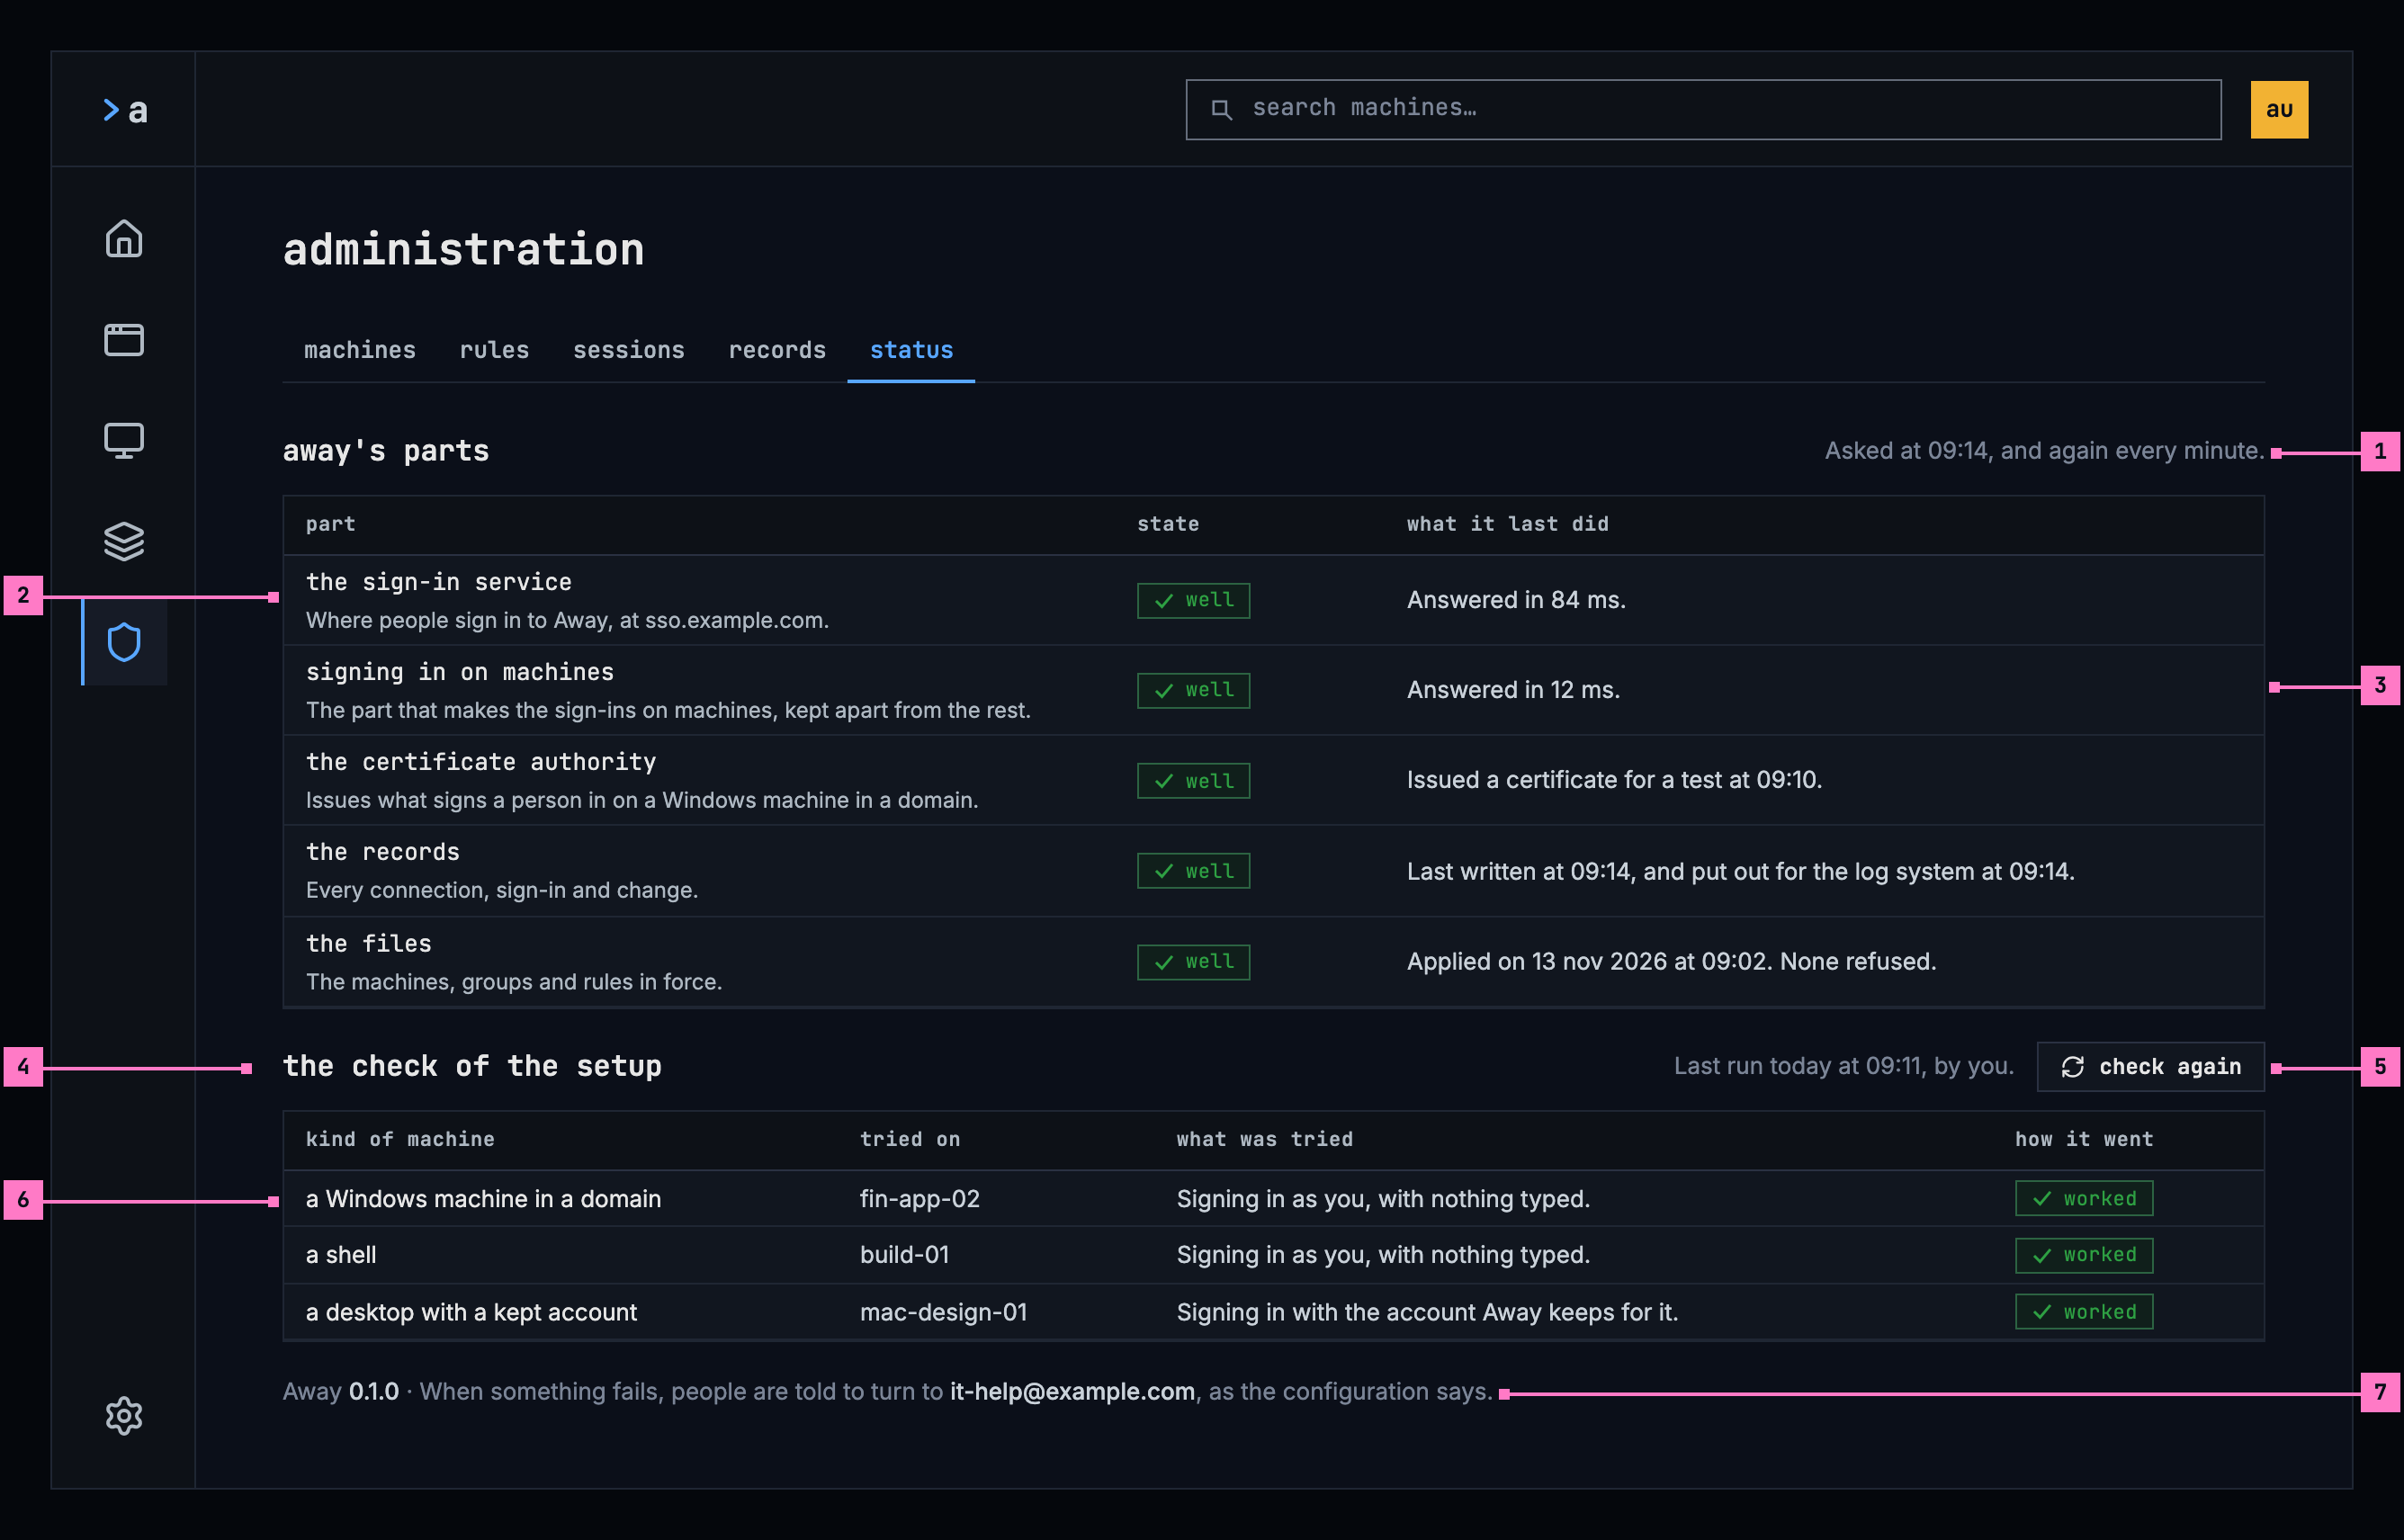 > a
search machines…
au
administration
machines rules sessions records status
away's parts
Asked at 09:14, and again every minute.
1
part state what it last did
2
the sign-in service
Where people sign in to Away, at sso.example.com.
well
Answered in 84 ms.
signing in on machines
The part that makes the sign-ins on machines, kept apart from the rest.
well
Answered in 12 ms.
3
the certificate authority
Issues what signs a person in on a Windows machine in a domain.
well
Issued a certificate for a test at 09:10.
the records
Every connection, sign-in and change.
well
Last written at 09:14, and put out for the log system at 09:14.
the files
The machines, groups and rules in force.
well
Applied on 13 nov 2026 at 09:02. None refused.
4
the check of the setup
Last run today at 09:11, by you.
check again
5
kind of machine tried on what was tried how it went
6
a Windows machine in a domain fin-app-02 Signing in as you, with nothing typed. worked
a shell build-01 Signing in as you, with nothing typed. worked
a desktop with a kept account mac-design-01 Signing in with the account Away keeps for it. worked
Away 0.1.0 · When something fails, people are told to turn to it-help@example.com, as the configuration says.
7